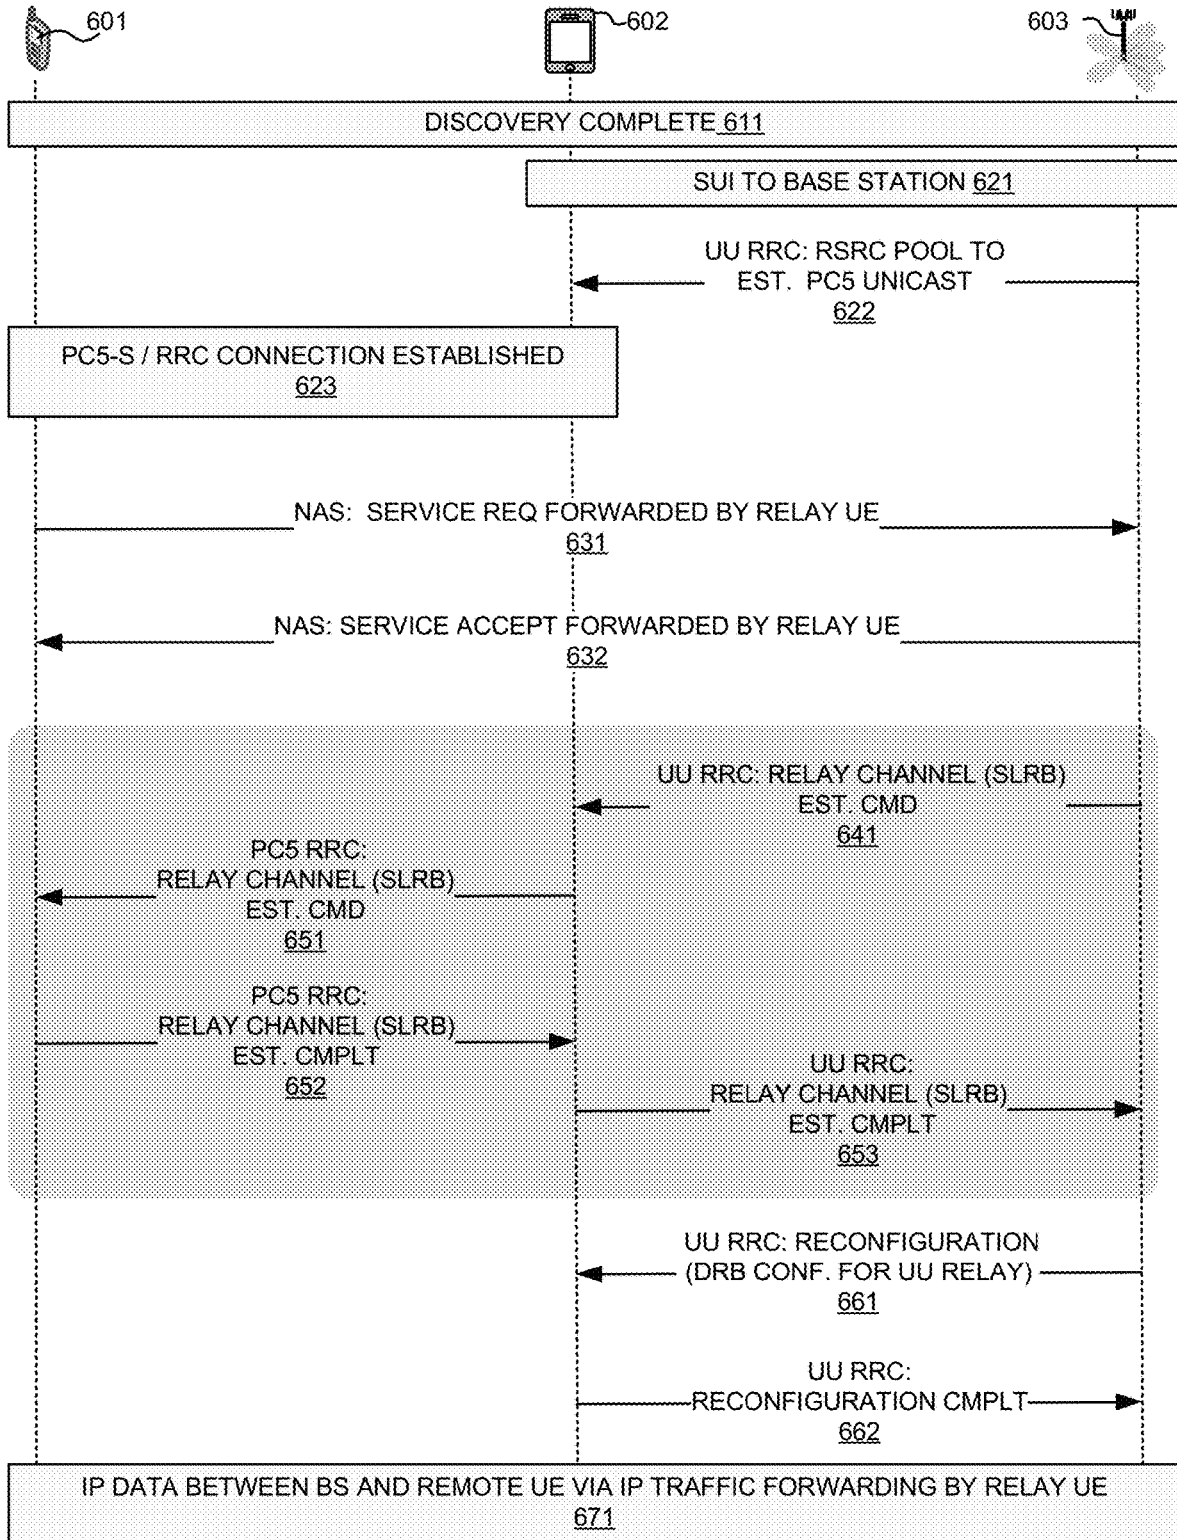 601
602
603
DISCOVERY COMPLETE 611
SUI TO BASE STATION 621
UU RRC: RSRC POOL TO
EST. PC5 UNICAST
622
PC5-S / RRC CONNECTION ESTABLISHED
623
NAS: SERVICE REQ FORWARDED BY RELAY UE
631
NAS: SERVICE ACCEPT FORWARDED BY RELAY UE
632
UU RRC: RELAY CHANNEL (SLRB)
EST. CMD
641
PC5 RRC:
RELAY CHANNEL (SLRB)
EST. CMD
651
PC5 RRC:
RELAY CHANNEL (SLRB)
EST. CMPLT
652
UU RRC:
RELAY CHANNEL (SLRB)
EST. CMPLT
653
UU RRC: RECONFIGURATION
(DRB CONF. FOR UU RELAY)
661
UU RRC:
RECONFIGURATION CMPLT
662
IP DATA BETWEEN BS AND REMOTE UE VIA IP TRAFFIC FORWARDING BY RELAY UE
671